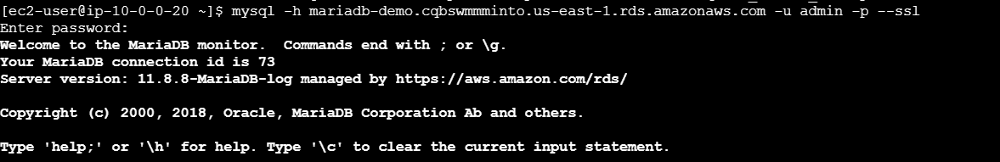 [ec2-user@ip-10-0-0-20 ~]$ mysql -h mariadb-demo.cqbswmmminto.us-east-1.rds.amazonaws.com -u admin -p --ssl
Enter password:
Welcome to the MariaDB monitor.  Commands end with ; or \g.
Your MariaDB connection id is 73
Server version: 11.8.8-MariaDB-log managed by https://aws.amazon.com/rds/
Copyright (c) 2000, 2018, Oracle, MariaDB Corporation Ab and others.
Type 'help;' or '\h' for help. Type '\c' to clear the current input statement.